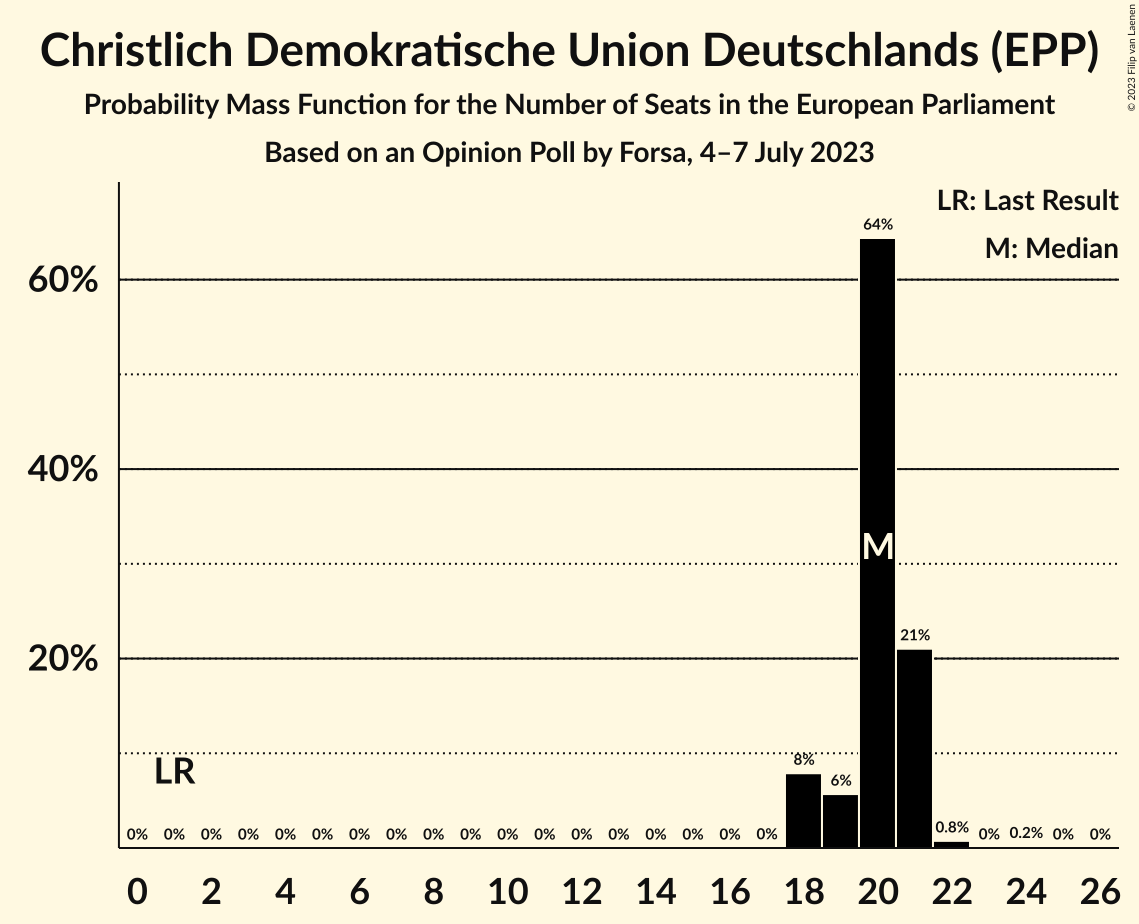 Christlich Demokratische Union Deutschlands (EPP)
Probability Mass Function for the Number of Seats in the European Parliament
Based on an Opinion Poll by Forsa, 4–7 July 2023
© 2023 Filip van Laenen
LR: Last Result
M: Median
64%
60%
40%
M
21%
20%
LR
8%
6%
0% 0% 0% 0% 0% 0% 0% 0% 0% 0% 0% 0% 0% 0% 0% 0% 0% 0% 0.8% 0% 0.2% 0% 0%
0 2 4 6 8 10 12 14 16 18 20 22 24 26